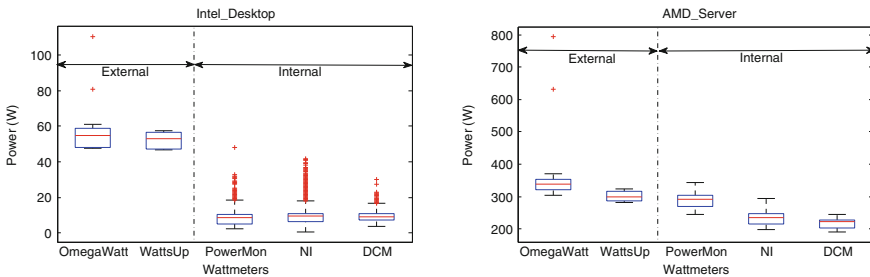 Intel_Desktop
100
80
60
40
20
0
Power (W)
External
Internal
OmegaWatt WattsUp PowerMon NI DCM
Wattmeters
AMD_Server
800
700
600
500
400
300
200
Power (W)
External
Internal
OmegaWatt WattsUp PowerMon NI DCM
Wattmeters